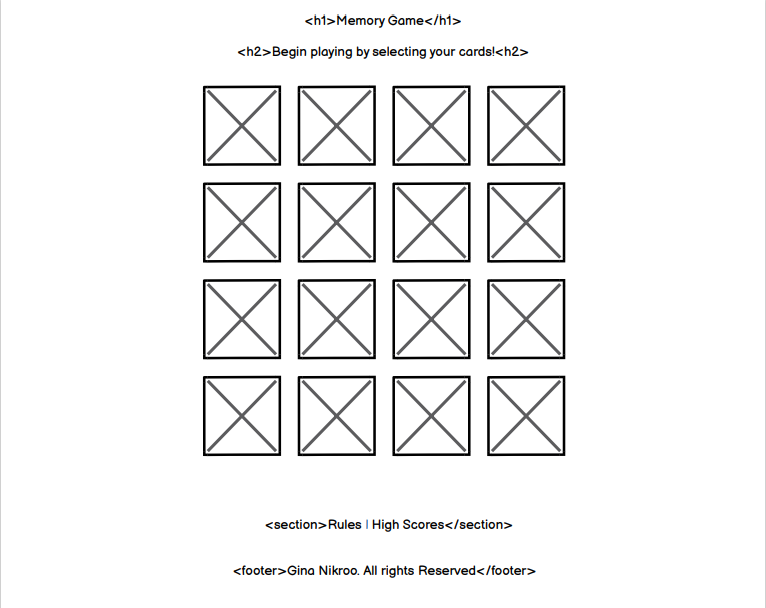 <h1>Memory Game</h1>
<h2>Begin playing by selecting your cards!<h2>
<section>Rules | High Scores</section>
<footer>Gina Nikroo. All rights Reserved</footer>